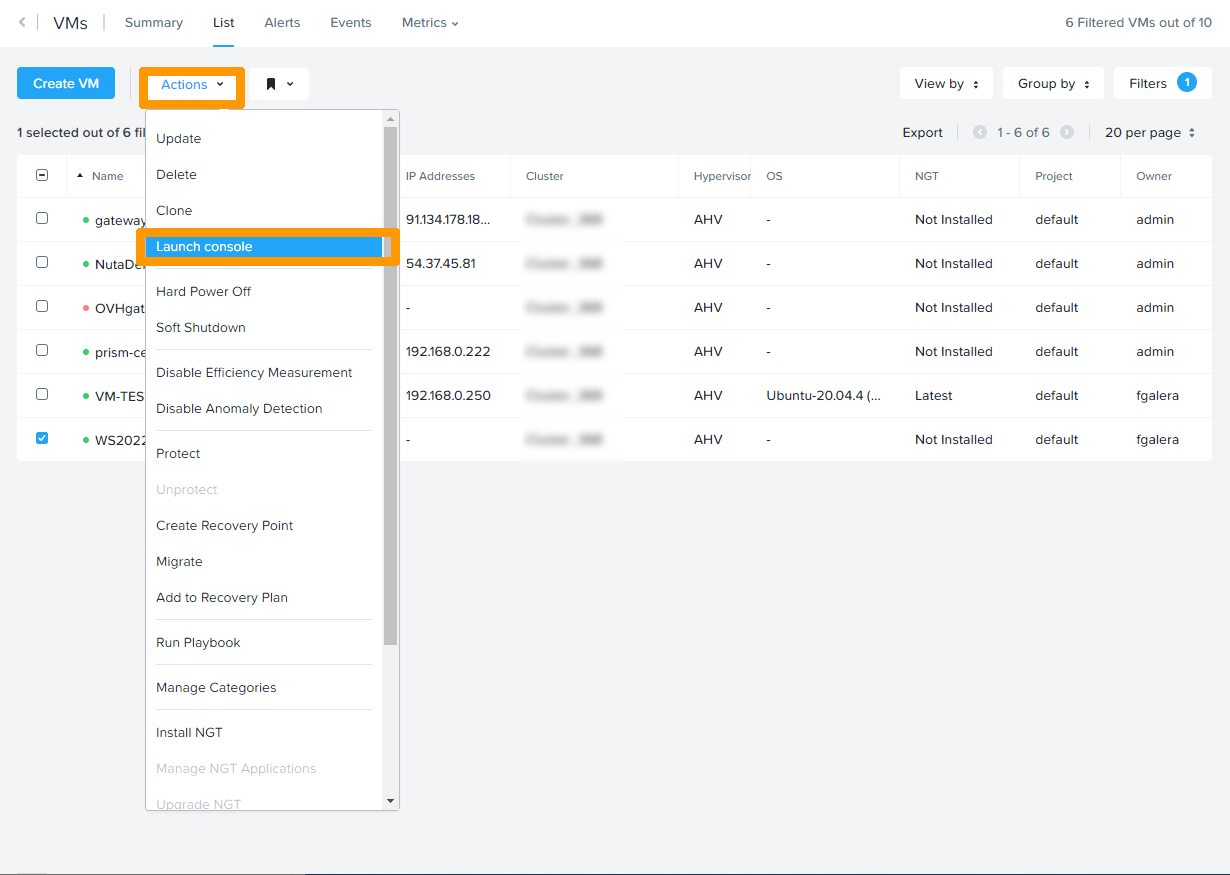 VMs Summary List Alerts Events Metrics 6 Filtered VMs out of 10
Create VM Actions View by Group by Filters 1
1 selected out of 6 fil Export 1 - 6 of 6 20 per page
Name IP Addresses Cluster Hypervisor OS NGT Project Owner
gateway 91.134.178.18... AHV - Not Installed default admin
NutaDe 54.37.45.81 AHV - Not Installed default admin
OVHgat - AHV - Not Installed default admin
prism-ce 192.168.0.222 AHV - Not Installed default admin
VM-TES 192.168.0.250 AHV Ubuntu-20.04.4 (... Latest default fgalera
WS2022 - AHV - Not Installed default fgalera
Update
Delete
Clone
Launch console
Hard Power Off
Soft Shutdown
Disable Efficiency Measurement
Disable Anomaly Detection
Protect
Unprotect
Create Recovery Point
Migrate
Add to Recovery Plan
Run Playbook
Manage Categories
Install NGT
Manage NGT Applications
Upgrade NGT